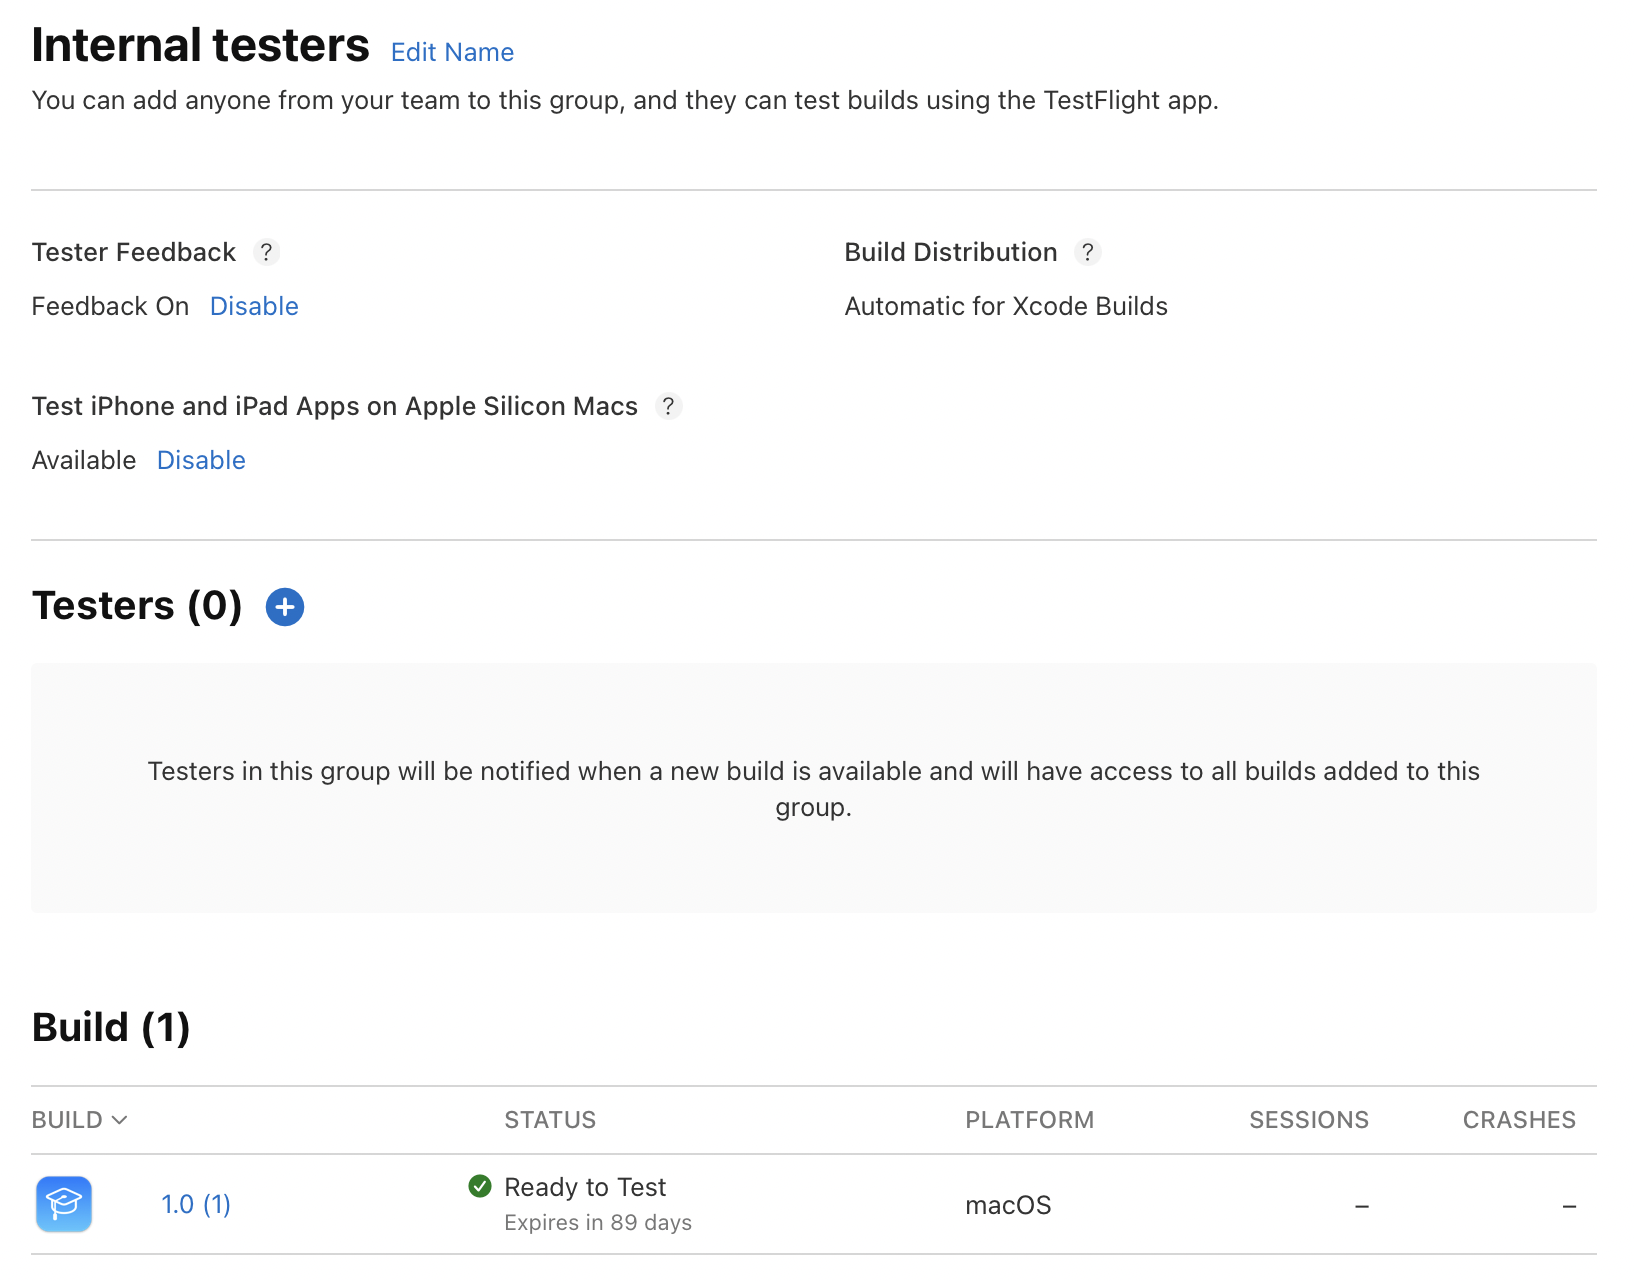 Internal testers Edit Name
You can add anyone from your team to this group, and they can test builds using the TestFlight app.
Tester Feedback ?
Feedback On Disable
Build Distribution ?
Automatic for Xcode Builds
Test iPhone and iPad Apps on Apple Silicon Macs ?
Available Disable
Testers (0)
Testers in this group will be notified when a new build is available and will have access to all builds added to this
group.
Build (1)
BUILD STATUS PLATFORM SESSIONS CRASHES
1.0 (1) Ready to Test macOS – –
Expires in 89 days